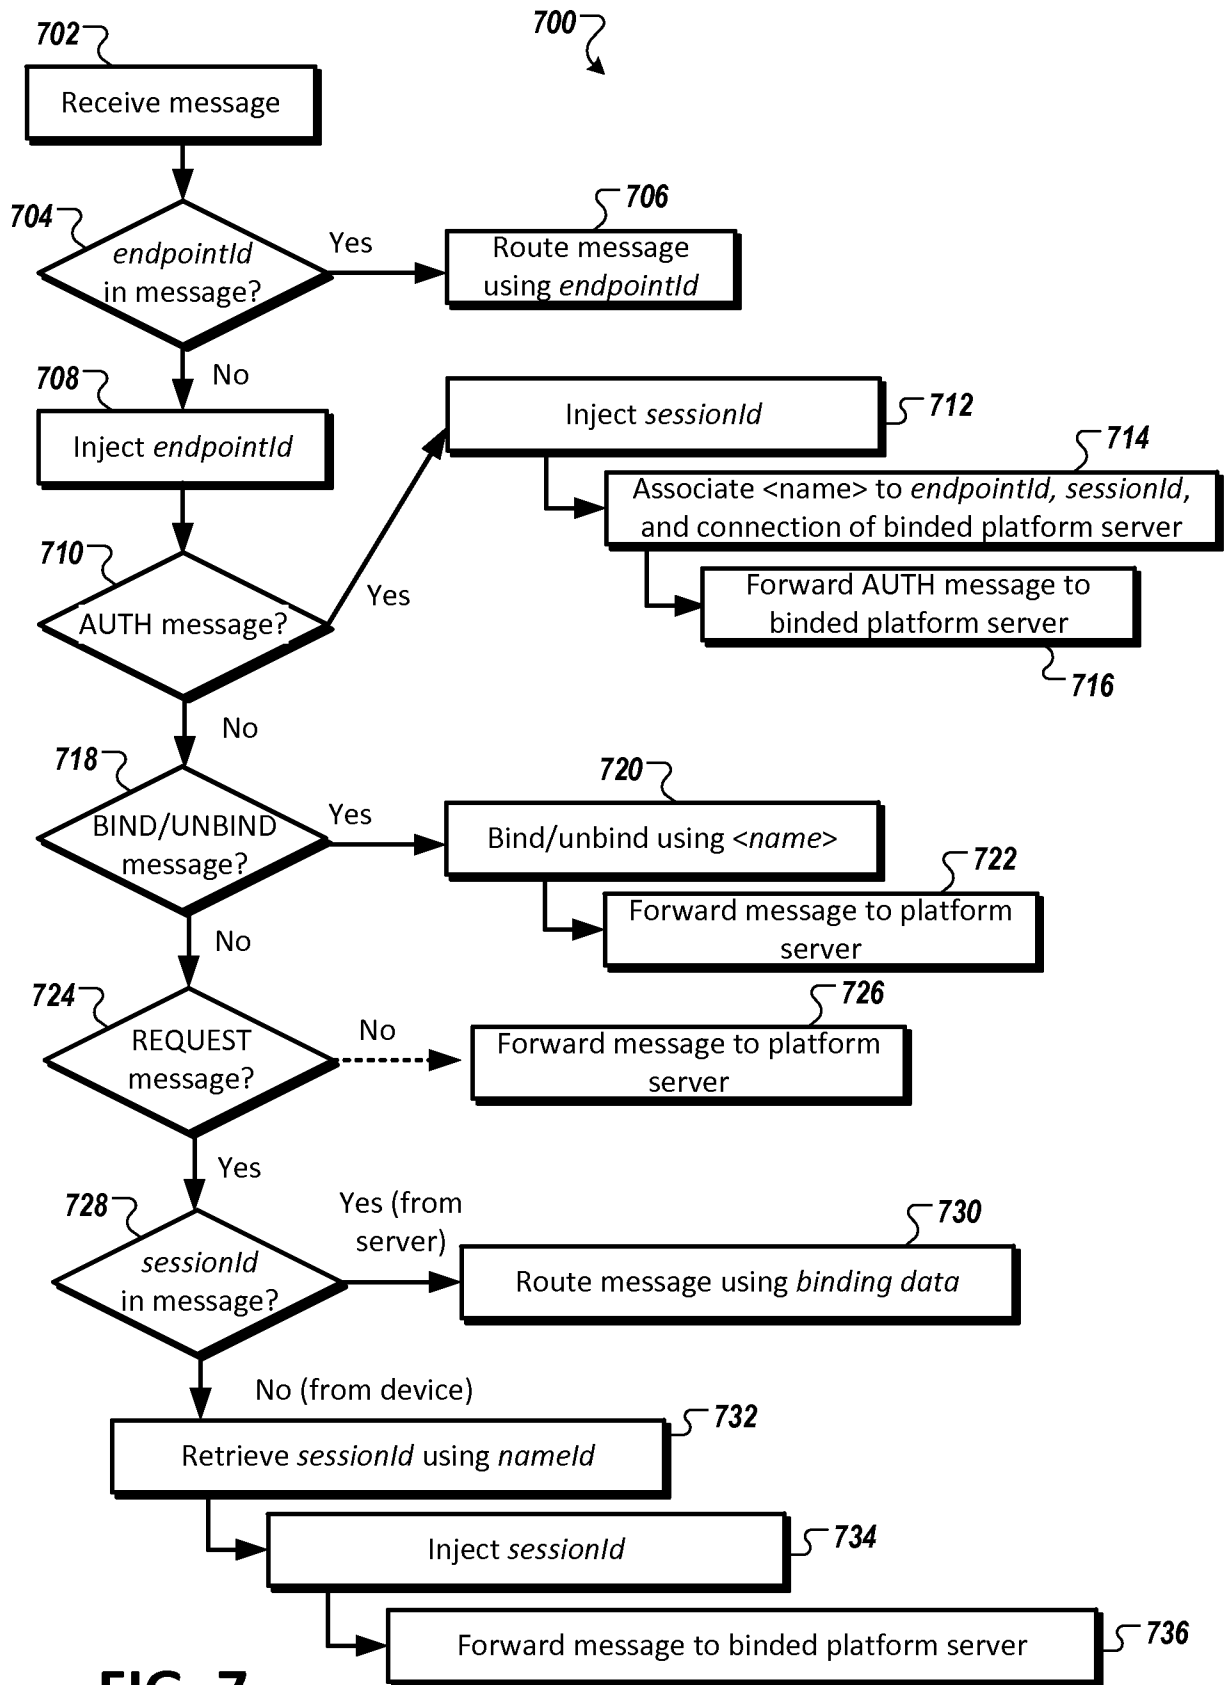 702
700
Receive message
704
endpointId
in message?
Yes
706
Route message
using endpointId
No
708
Inject endpointId
Inject sessionId
712
714
Associate <name> to endpointId, sessionId,
and connection of binded platform server
710
AUTH message?
Yes
Forward AUTH message to
binded platform server
716
No
718
BIND/UNBIND
message?
Yes
720
Bind/unbind using <name>
722
Forward message to platform
server
No
724
REQUEST
message?
No
726
Forward message to platform
server
Yes
728
sessionId
in message?
Yes (from
server)
730
Route message using binding data
No (from device)
732
Retrieve sessionId using nameId
Inject sessionId
734
Forward message to binded platform server
736
FIG. 7